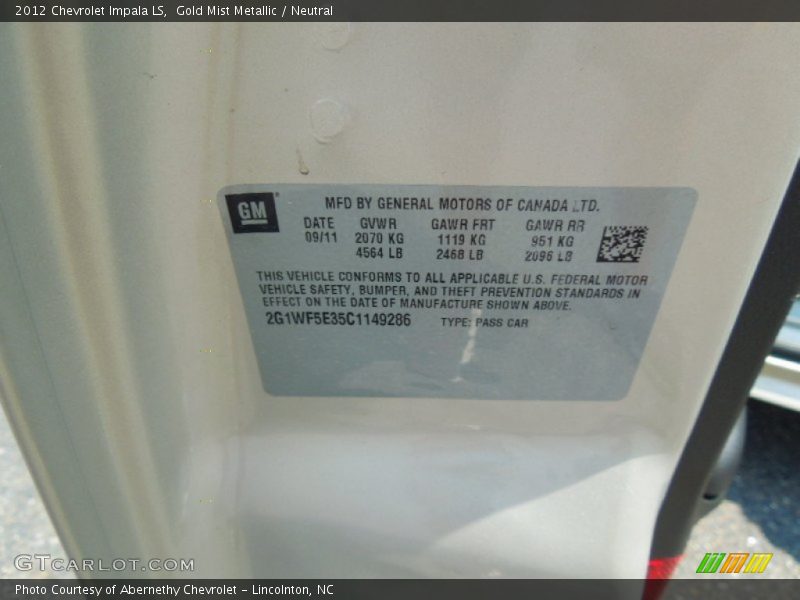 2012 Chevrolet Impala LS,  Gold Mist Metallic / Neutral
GM
MFD BY GENERAL MOTORS OF CANADA LTD.
DATE GVWR GAWR FRT GAWR RR
09/11 2070 KG 1119 KG 951 KG
4564 LB 2468 LB 2096 LB
THIS VEHICLE CONFORMS TO ALL APPLICABLE U.S. FEDERAL MOTOR
VEHICLE SAFETY, BUMPER, AND THEFT PREVENTION STANDARDS IN
EFFECT ON THE DATE OF MANUFACTURE SHOWN ABOVE.
2G1WF5E35C1149286 TYPE: PASS CAR
GTCARLOT.COM
Photo Courtesy of Abernethy Chevrolet – Lincolnton, NC